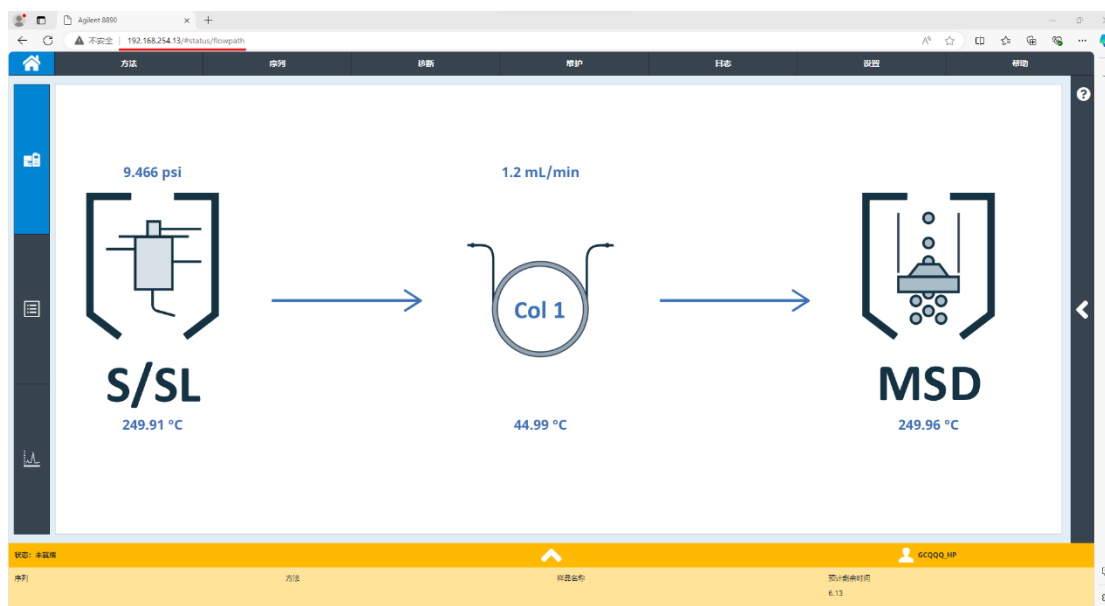 Agilent 8890
不安全 192.168.254.13/#status/flowpath
方法 序列 诊断 维护 日志 设置 帮助
9.466 psi 1.2 mL/min
Col 1
S/SL MSD
249.91 °C 44.99 °C 249.96 °C
状态: 未就绪 GCQQQ_HP
序列 方法 样品名称 预计剩余时间
6.13